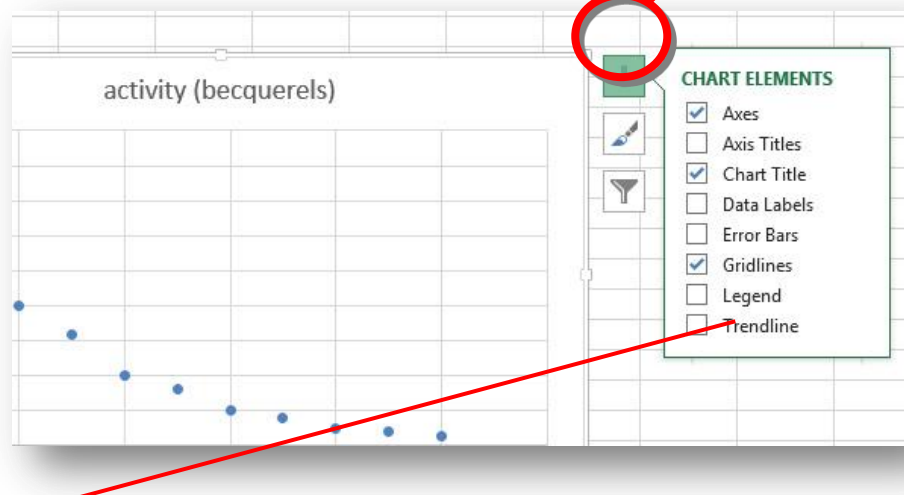 activity (becquerels)
CHART ELEMENTS
Axes
Axis Titles
Chart Title
Data Labels
Error Bars
Gridlines
Legend
Trendline